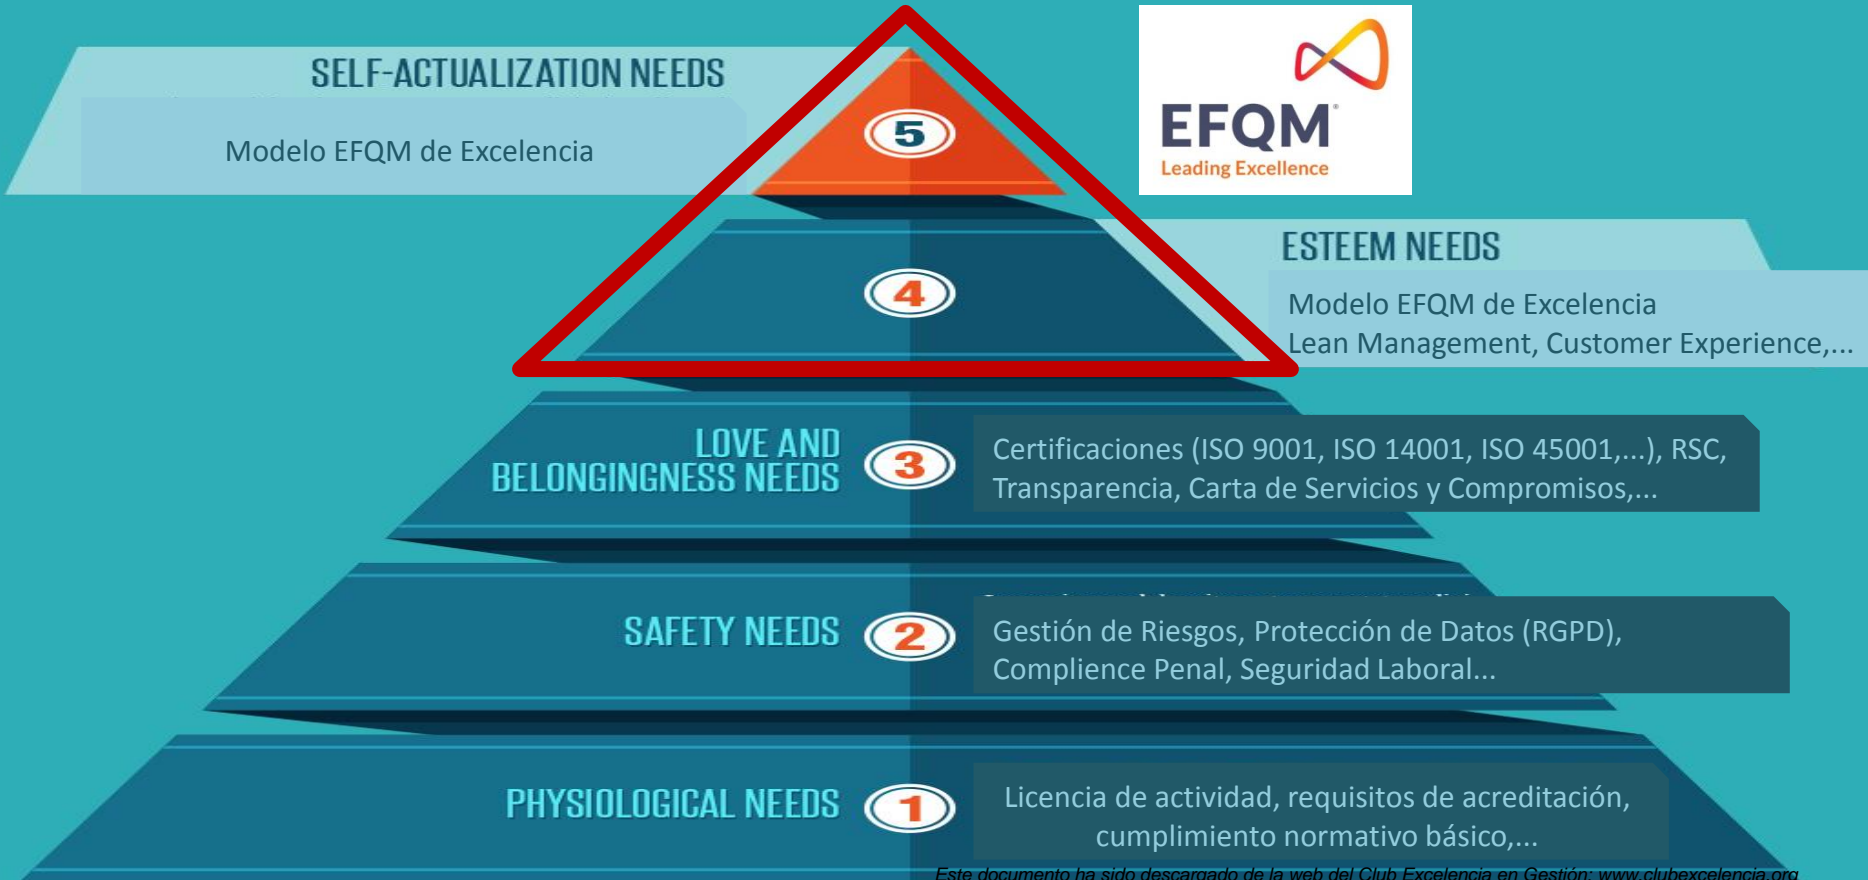 SELF-ACTUALIZATION NEEDS
Modelo EFQM de Excelencia
5
EFQM®
Leading Excellence
4
ESTEEM NEEDS
Modelo EFQM de Excelencia
Lean Management, Customer Experience,...
LOVE AND
BELONGINGNESS NEEDS
3
Certificaciones (ISO 9001, ISO 14001, ISO 45001,...), RSC,
Transparencia, Carta de Servicios y Compromisos,...
SAFETY NEEDS
2
Gestión de Riesgos, Protección de Datos (RGPD),
Complience Penal, Seguridad Laboral...
PHYSIOLOGICAL NEEDS
1
Licencia de actividad, requisitos de acreditación,
cumplimiento normativo básico,...
Este documento ha sido descargado de la web del Club Excelencia en Gestión: www.clubexcelencia.org